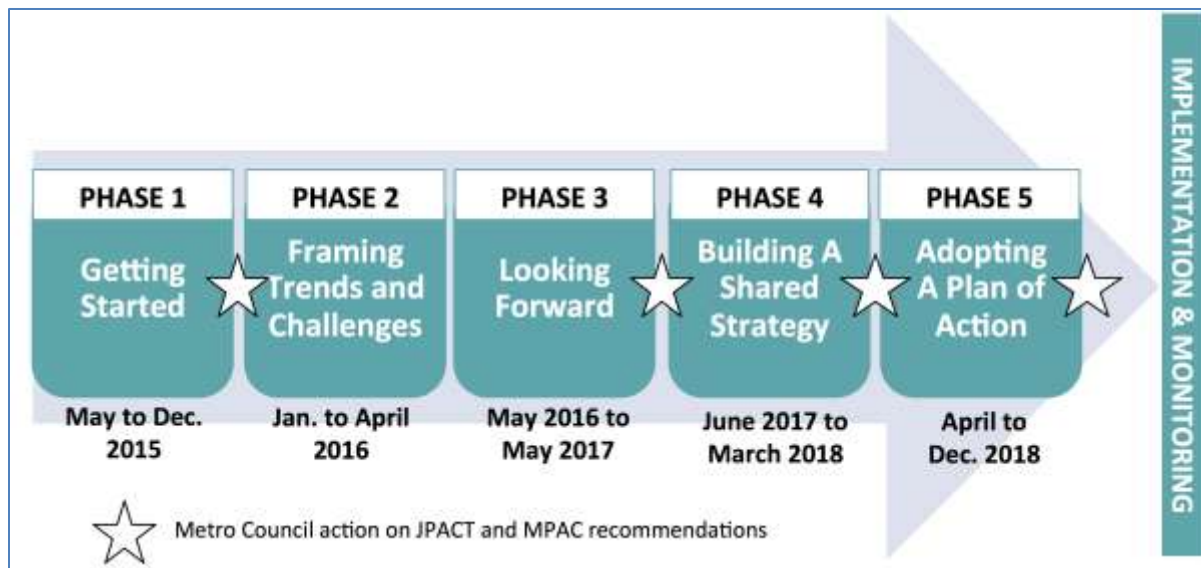 PHASE 1
Getting
Started
May to Dec.
2015
PHASE 2
Framing
Trends and
Challenges
Jan. to April
2016
PHASE 3
Looking
Forward
May 2016 to
May 2017
PHASE 4
Building A
Shared
Strategy
June 2017 to
March 2018
PHASE 5
Adopting
A Plan of
Action
April to
Dec. 2018
IMPLEMENTATION & MONITORING
Metro Council action on JPACT and MPAC recommendations